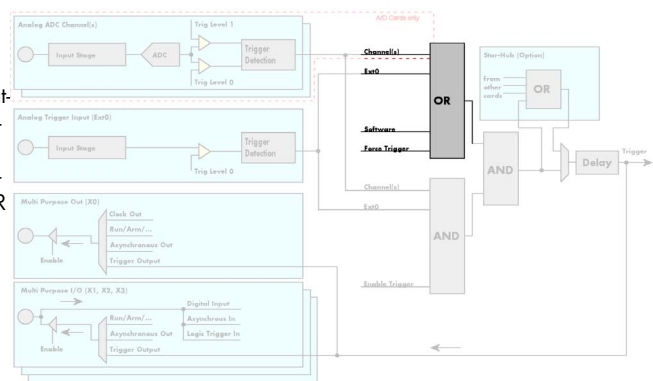 A/D Cards only
Analog ADC Channel(s)
Trig Level 1
Input Stage
ADC
Trigger
Detection
Trig Level 0
Channel(s)
Ext0
OR
Software
Force Trigger
Star-Hub (Option)
from
other
cards
OR
t-
Analog Trigger Input (Ext0)
Input Stage
Trigger
Detection
Trig Level 0
AND
Delay
Trigger
Channel(s)
Ext0
AND
Enable Trigger
R
Multi Purpose Out (X0)
Clock Out
Run/Arm/...
Asynchronous Out
Trigger Output
Enable
Multi Purpose I/O (X1, X2, X3)
Digital Input
Run/Arm/...
Asynchronous In
Asynchronous Out
Logic Trigger In
Trigger Output
Enable